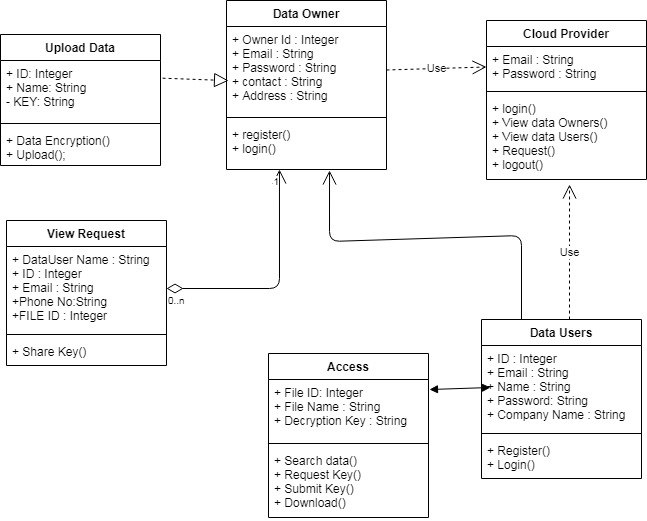 Data Owner
+ Owner Id : Integer
+ Email : String
+ Password : String
+ contact : String
+ Address : String
+ register()
+ login()
Upload Data
+ ID: Integer
+ Name: String
- KEY: String
+ Data Encryption()
+ Upload();
Use
Cloud Provider
+ Email : String
+ Password : String
+ login()
+ View data Owners()
+ View data Users()
+ Request()
+ logout()
1
View Request
+ DataUser Name : String
+ ID : Integer
+ Email : String
+Phone No:String
+FILE ID : Integer
+ Share Key()
0..n
Use
Data Users
+ ID : Integer
+ Email : String
+ Name : String
+ Password: String
+ Company Name : String
+ Register()
+ Login()
Access
+ File ID: Integer
+ File Name : String
+ Decryption Key : String
+ Search data()
+ Request Key()
+ Submit Key()
+ Download()